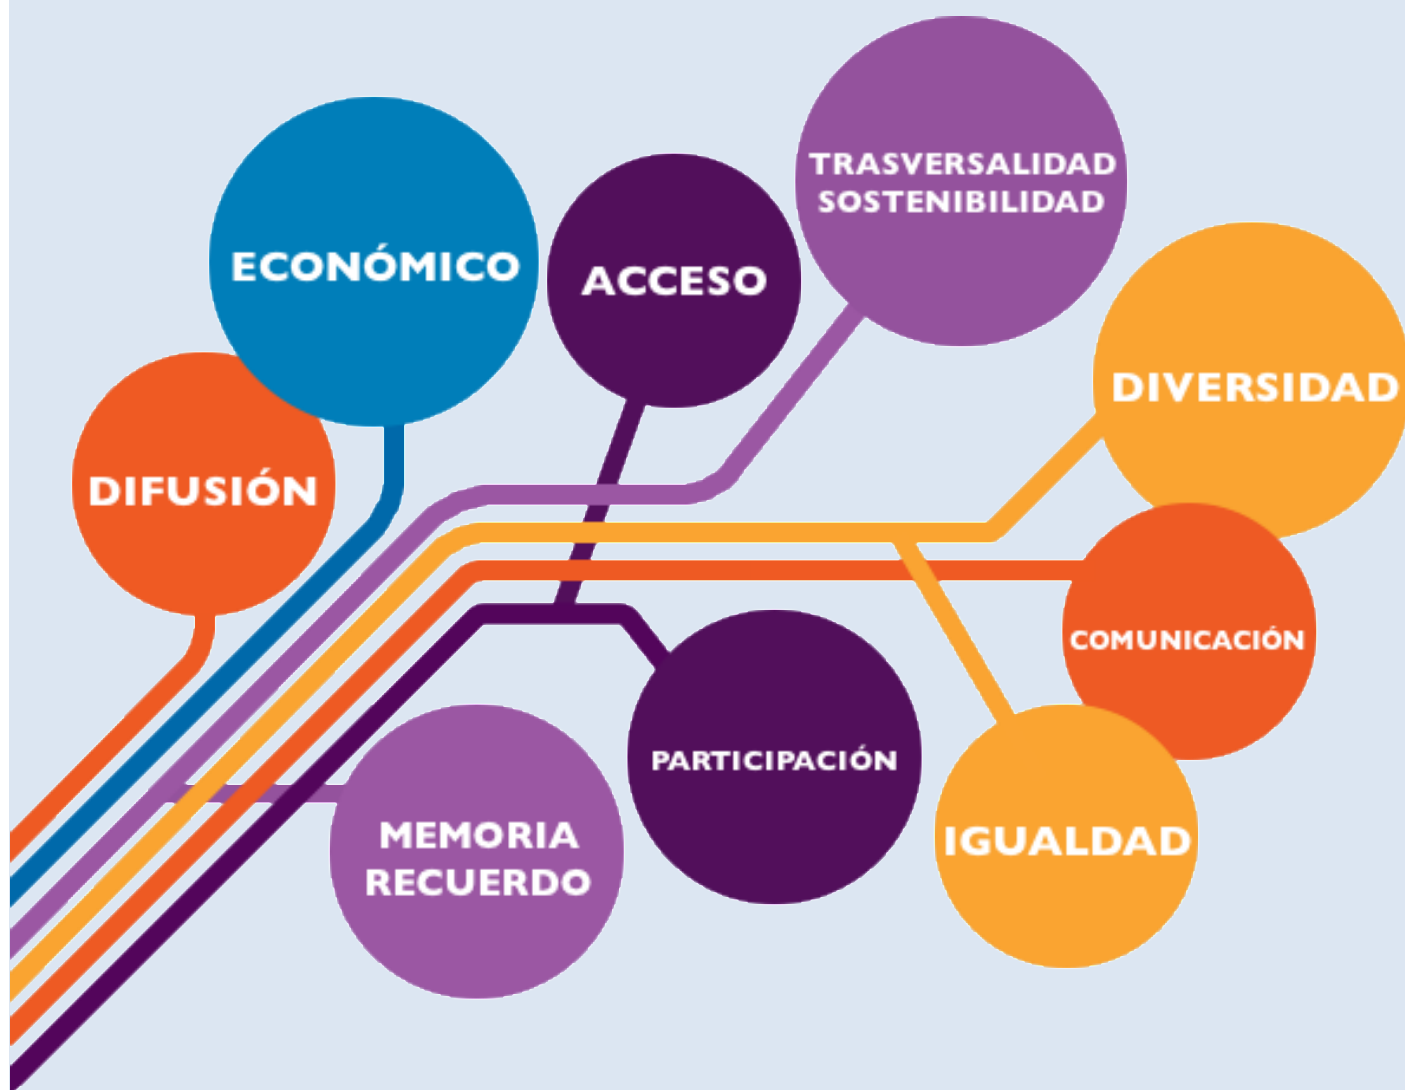 TRASVERSALIDAD
SOSTENIBILIDAD
ECONÓMICO
ACCESO
DIVERSIDAD
DIFUSIÓN
COMUNICACIÓN
PARTICIPACIÓN
MEMORIA
RECUERDO
IGUALDAD